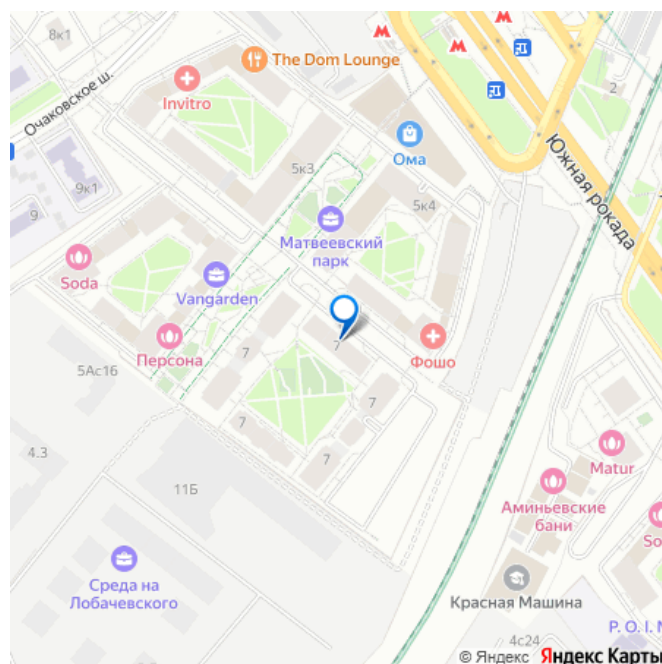 8к1
2
The Dom Lounge
Invitro
Очаковское ш.
Ома
Южная рокада
9к1
9
5к3
5к4
Матвеевский
парк
Soda
Vangarden
Персона
Фошо
7
7
7
7
7
5Ас16
4.3
11Б
Matur
Аминьевские
бани
So
Среда на
Лобачевского
Красная Машина
P. O. I. N
4с24
© Яндекс Яндекс Карты